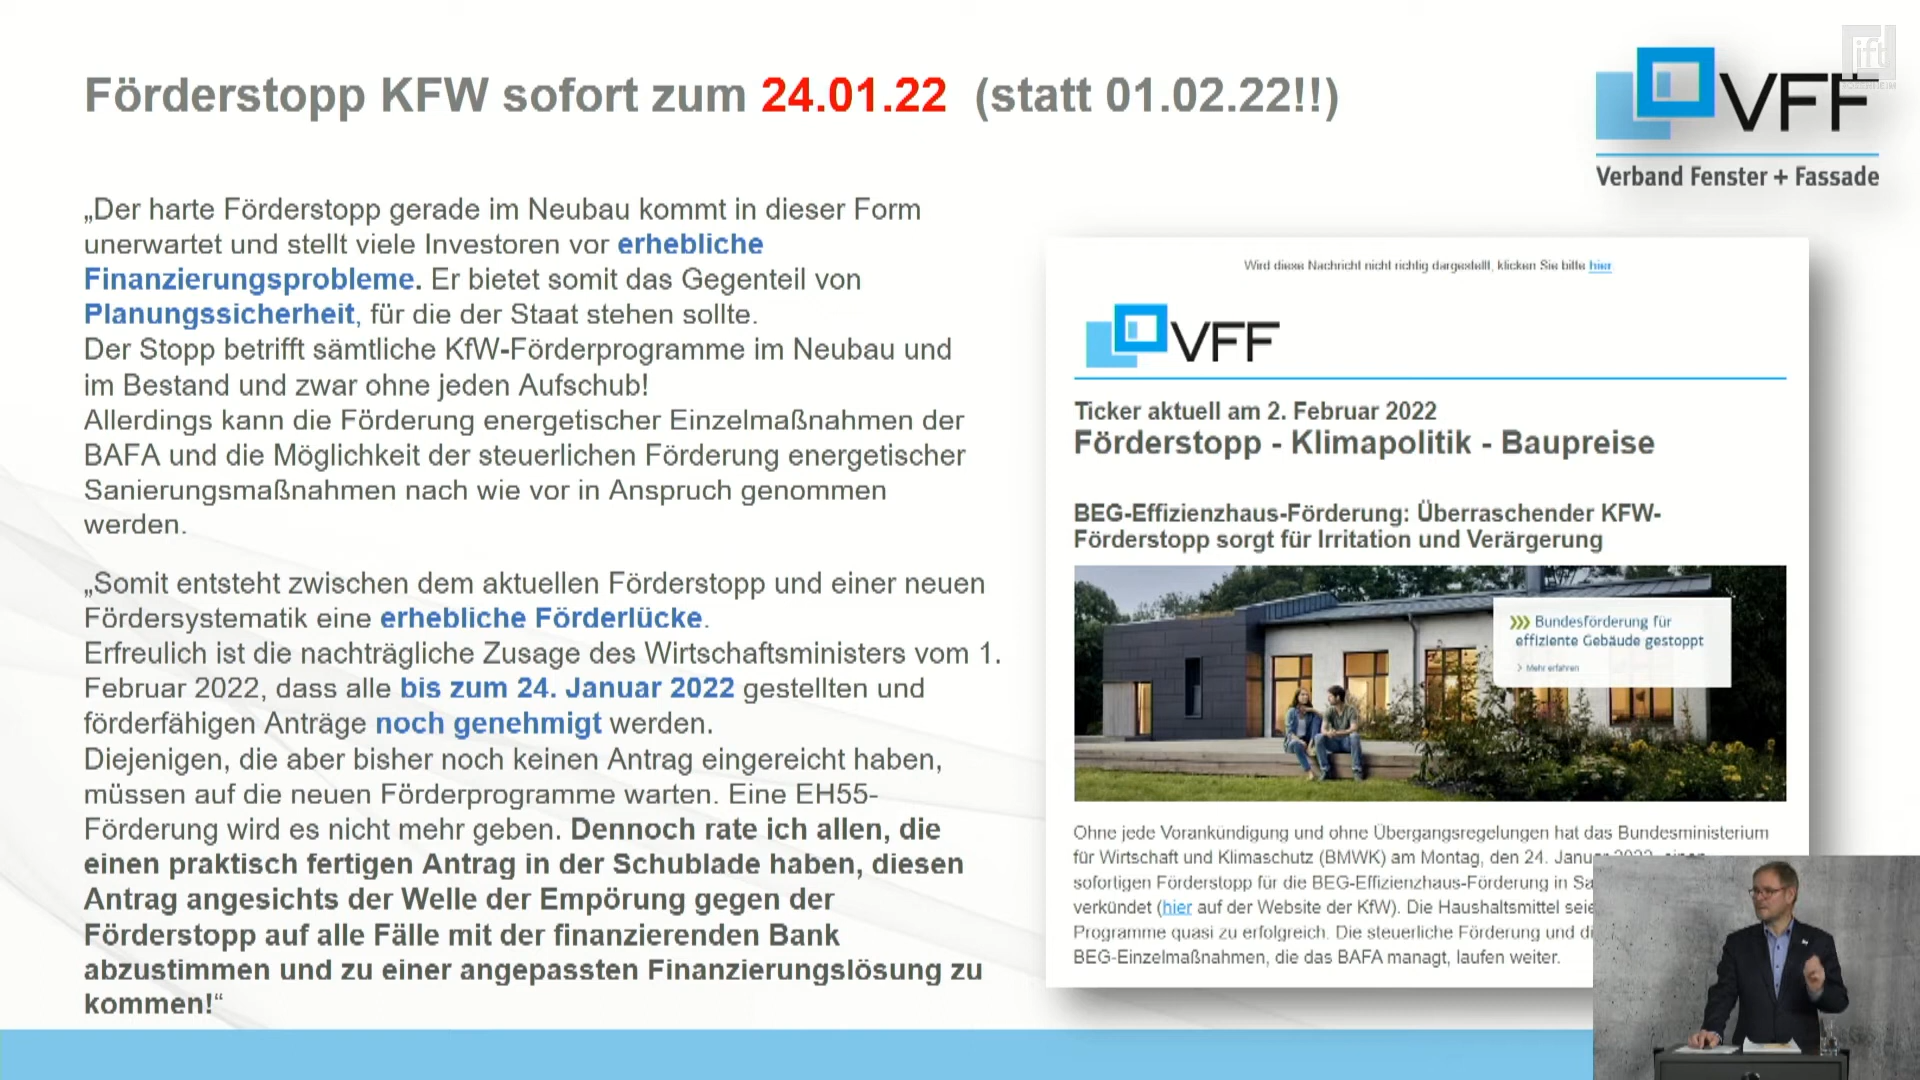 Förderstopp KFW sofort zum 24.01.22 (statt 01.02.22!!)
ift
ROSENHEIM
VFF
Verband Fenster + Fassade
„Der harte Förderstopp gerade im Neubau kommt in dieser Form
unerwartet und stellt viele Investoren vor erhebliche
Finanzierungsprobleme. Er bietet somit das Gegenteil von
Planungssicherheit, für die der Staat stehen sollte.
Der Stopp betrifft sämtliche KfW-Förderprogramme im Neubau und
im Bestand und zwar ohne jeden Aufschub!
Allerdings kann die Förderung energetischer Einzelmaßnahmen der
BAFA und die Möglichkeit der steuerlichen Förderung energetischer
Sanierungsmaßnahmen nach wie vor in Anspruch genommen
werden.
„Somit entsteht zwischen dem aktuellen Förderstopp und einer neuen
Fördersystematik eine erhebliche Förderlücke.
Erfreulich ist die nachträgliche Zusage des Wirtschaftsministers vom 1.
Februar 2022, dass alle bis zum 24. Januar 2022 gestellten und
förderfähigen Anträge noch genehmigt werden.
Diejenigen, die aber bisher noch keinen Antrag eingereicht haben,
müssen auf die neuen Förderprogramme warten. Eine EH55-
Förderung wird es nicht mehr geben. Dennoch rate ich allen, die
einen praktisch fertigen Antrag in der Schublade haben, diesen
Antrag angesichts der Welle der Empörung gegen der
Förderstopp auf alle Fälle mit der finanzierenden Bank
abzustimmen und zu einer angepassten Finanzierungslösung zu
kommen!“
Wird diese Nachricht nicht richtig dargestellt, klicken Sie bitte hier
VFF
Ticker aktuell am 2. Februar 2022
Förderstopp - Klimapolitik - Baupreise
BEG-Effizienzhaus-Förderung: Überraschender KFW-
Förderstopp sorgt für Irritation und Verärgerung
Bundesförderung für
effiziente Gebäude gestoppt
> Mehr erfahren
Ohne jede Vorankündigung und ohne Übergangsregelungen hat das Bundesministerium
für Wirtschaft und Klimaschutz (BMWK) am Montag, den 24. Januar 2022, einen
sofortigen Förderstopp für die BEG-Effizienzhaus-Förderung in Sa
verkündet (hier auf der Website der KfW). Die Haushaltsmittel seie
Programme quasi zu erfolgreich. Die steuerliche Förderung und di
BEG-Einzelmaßnahmen, die das BAFA managt, laufen weiter.